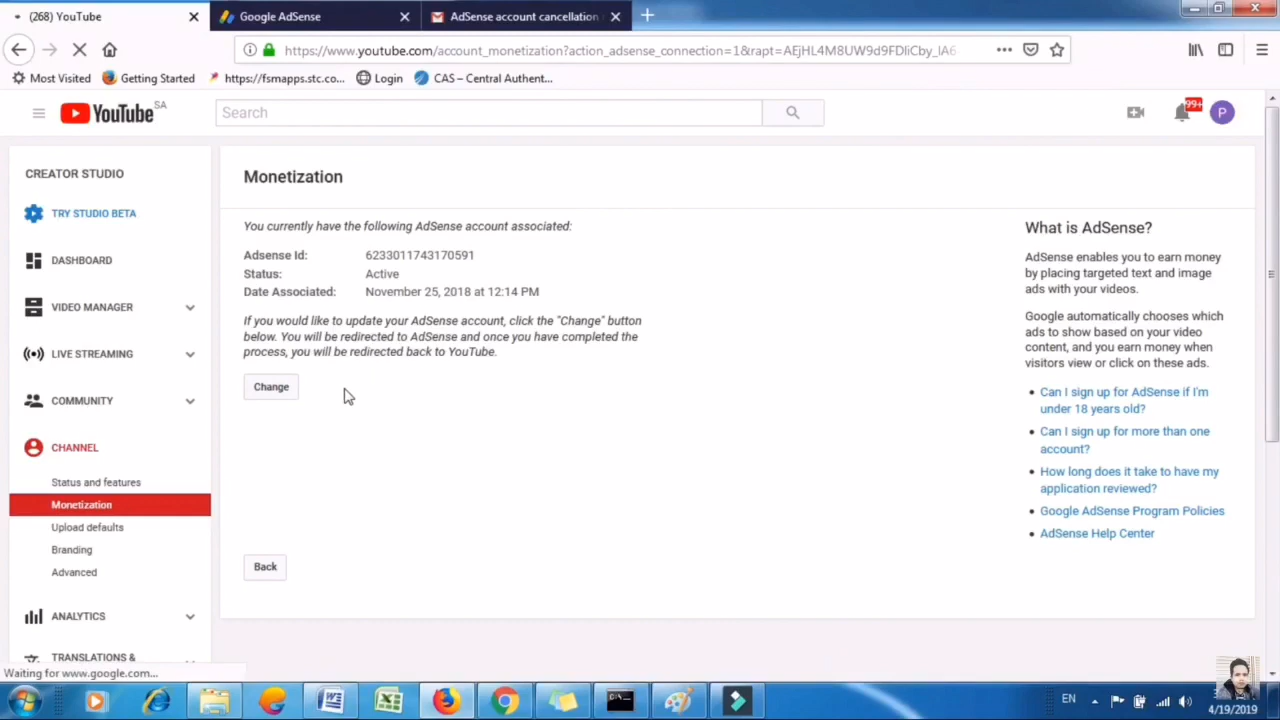 (268) YouTube
Google AdSense
AdSense account cancellation
https://www.youtube.com/account_monetization?action_adsense_connection=1&rapt=AEjHL4M8UW9d9FDIiCby_IA6
Most Visited
Getting Started
https://fsmapps.stc.co...
Login
CAS – Central Authent...
YouTube SA
Search
99+
P
CREATOR STUDIO
TRY STUDIO BETA
DASHBOARD
VIDEO MANAGER
LIVE STREAMING
COMMUNITY
CHANNEL
Status and features
Monetization
Upload defaults
Branding
Advanced
ANALYTICS
TRANSLATIONS &
Monetization
You currently have the following AdSense account associated:
Adsense Id: 6233011743170591
Status: Active
Date Associated: November 25, 2018 at 12:14 PM
If you would like to update your AdSense account, click the "Change" button
below. You will be redirected to AdSense and once you have completed the
process, you will be redirected back to YouTube.
Change
Back
What is AdSense?
AdSense enables you to earn money
by placing targeted text and image
ads with your videos.
Google automatically chooses which
ads to show based on your video
content, and you earn money when
visitors view or click on these ads.
Can I sign up for AdSense if I'm
under 18 years old?
Can I sign up for more than one
account?
How long does it take to have my
application reviewed?
Google AdSense Program Policies
AdSense Help Center
Waiting for www.google.com...
EN
4/19/2019